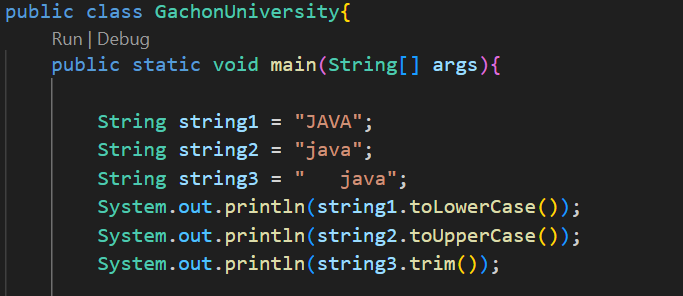 public class GachonUniversity{
Run | Debug
public static void main(String[] args){
String string1 = "JAVA";
String string2 = "java";
String string3 = "   java";
System.out.println(string1.toLowerCase());
System.out.println(string2.toUpperCase());
System.out.println(string3.trim());